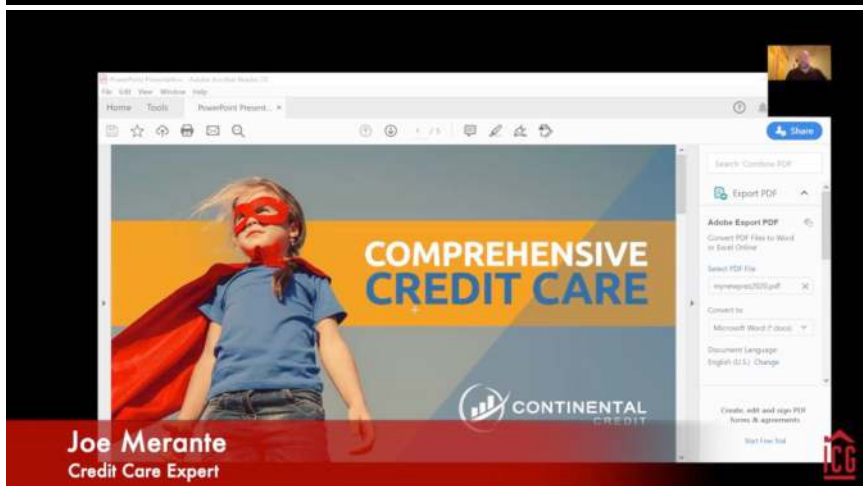 PowerPoint Presentation - Adobe Acrobat Reader DC
File Edit View Window Help
Home Tools PowerPoint Present... ×
/ 5
Share
Search 'Combine PDF'
Export PDF
Adobe Export PDF
Convert PDF Files to Word
or Excel Online
Select PDF File
mynewpres2020.pdf
Convert to
Microsoft Word (*.docx)
Document Language:
English (U.S.) Change
Create, edit and sign PDF
forms & agreements
Start Free Trial
COMPREHENSIVE
CREDIT CARE
CONTINENTAL
CREDIT
Joe Merante
Credit Care Expert
ICG